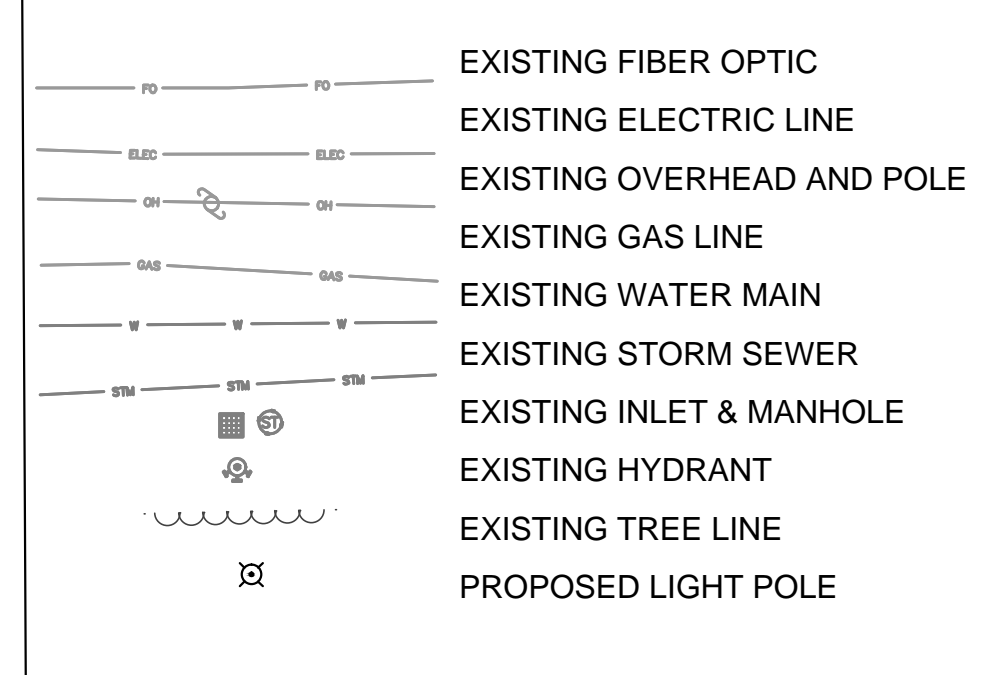 EXISTING FIBER OPTIC
FO FO
EXISTING ELECTRIC LINE
ELEC ELEC
EXISTING OVERHEAD AND POLE
OH OH
EXISTING GAS LINE
GAS GAS
EXISTING WATER MAIN
W W W
EXISTING STORM SEWER
STM STM STM
EXISTING INLET & MANHOLE
ST
EXISTING HYDRANT
EXISTING TREE LINE
PROPOSED LIGHT POLE